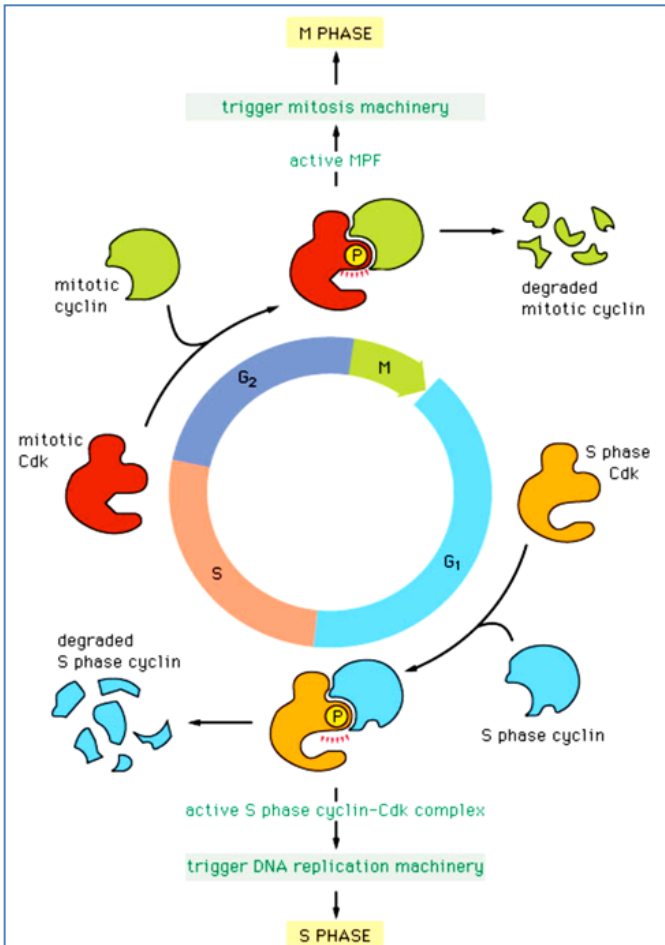 M PHASE
trigger mitosis machinery
active MPF
P
mitotic
cyclin
degraded
mitotic cyclin
G₂
M
mitotic
Cdk
S phase
Cdk
S
G₁
degraded
S phase cyclin
P
S phase cyclin
active S phase cyclin-Cdk complex
trigger DNA replication machinery
S PHASE